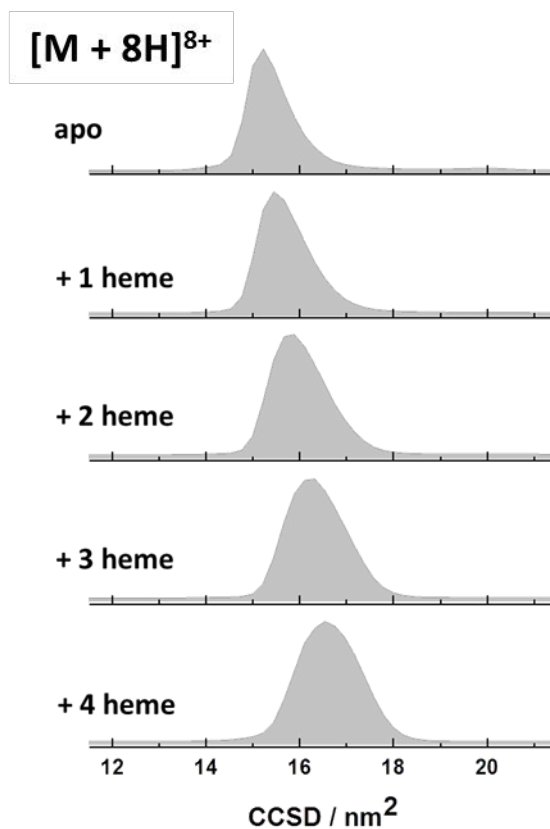 [M + 8H]⁸⁺
apo
+ 1 heme
+ 2 heme
+ 3 heme
+ 4 heme
12 14 16 18 20
CCSD / nm²